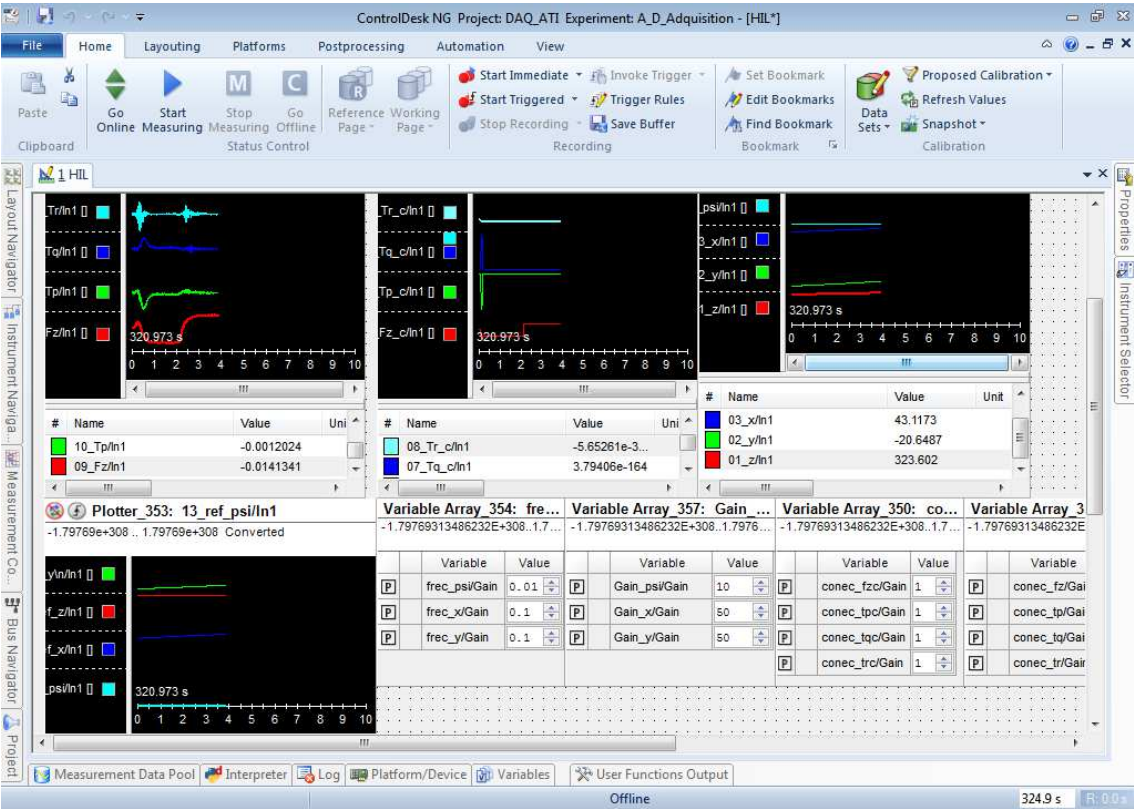 ControlDesk NG Project: DAQ_ATI Experiment: A_D_Adquisition - [HIL*]
File Home Layouting Platforms Postprocessing Automation View
Paste
Go Online
Start Measuring
Stop Measuring
Go Offline
Reference Page
Working Page
Start Immediate
Start Triggered
Stop Recording
Invoke Trigger
Trigger Rules
Save Buffer
Set Bookmark
Edit Bookmarks
Find Bookmark
Data Sets
Proposed Calibration
Refresh Values
Snapshot
Clipboard Status Control Recording Bookmark Calibration
1 HIL
Layout Navigator
Instrument Naviga...
Measurement Co...
Bus Navigator
Project
Properties
Instrument Selector
_Tr/In1 []
Tq/In1 []
Tp/In1 []
Fz/In1 []
320.973 s
0 1 2 3 4 5 6 7 8 9 10
# Name Value Uni
10_Tp/In1 -0.0012024
09_Fz/In1 -0.0141341
_Tr_c/In1 []
Tq_c/In1 []
Tp_c/In1 []
Fz_c/In1 []
320.973 s
0 1 2 3 4 5 6 7 8 9 10
# Name Value Uni
08_Tr_c/In1 -5.65261e-3...
07_Tq_c/In1 3.79406e-164
_psi/In1 []
3_x/In1 []
2_y/In1 []
1_z/In1 []
320.973 s
0 1 2 3 4 5 6 7 8 9 10
# Name Value Unit
03_x/In1 43.1173
02_y/In1 -20.6487
01_z/In1 323.602
Plotter_353: 13_ref_psi/In1
-1.79769e+308 .. 1.79769e+308 Converted
_y\n/In1 []
f_z/In1 []
f_x/In1 []
_psi/In1 []
320.973 s
0 1 2 3 4 5 6 7 8 9 10
Variable Array_354: fre...
-1.79769313486232E+308..1.7...
Variable Value
P frec_psi/Gain 0.01
P frec_x/Gain 0.1
P frec_y/Gain 0.1
Variable Array_357: Gain_...
-1.79769313486232E+308..1.7976...
Variable Value
P Gain_psi/Gain 10
P Gain_x/Gain 50
P Gain_y/Gain 50
Variable Array_350: co...
-1.79769313486232E+308..1.7...
Variable Value
P conec_fzc/Gain 1
P conec_tpc/Gain 1
P conec_tqc/Gain 1
P conec_trc/Gain 1
Variable Array_3
-1.79769313486232E
Variable
P conec_fz/Gai
P conec_tp/Gai
P conec_tq/Gai
P conec_tr/Gair
Measurement Data Pool Interpreter Log Platform/Device Variables User Functions Output
Offline 324.9 s R: 0:0 s